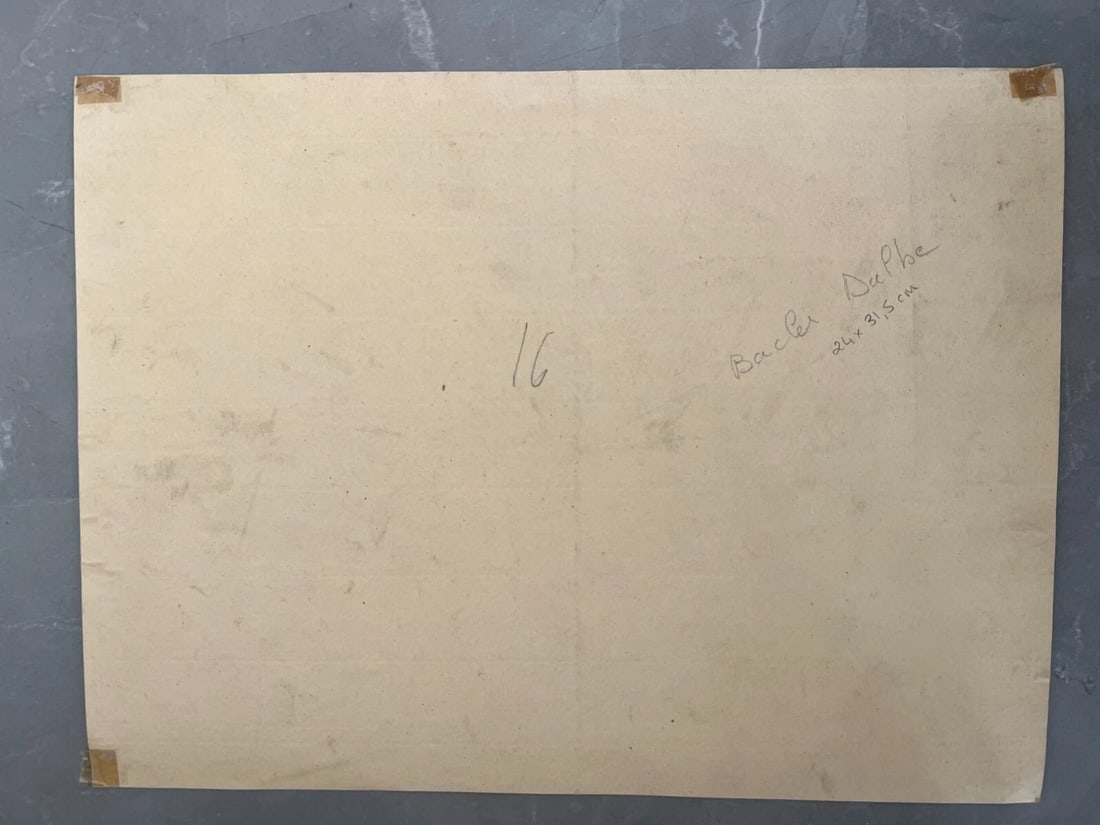 16
Bacler Dalbe
24 x 31,5 cm